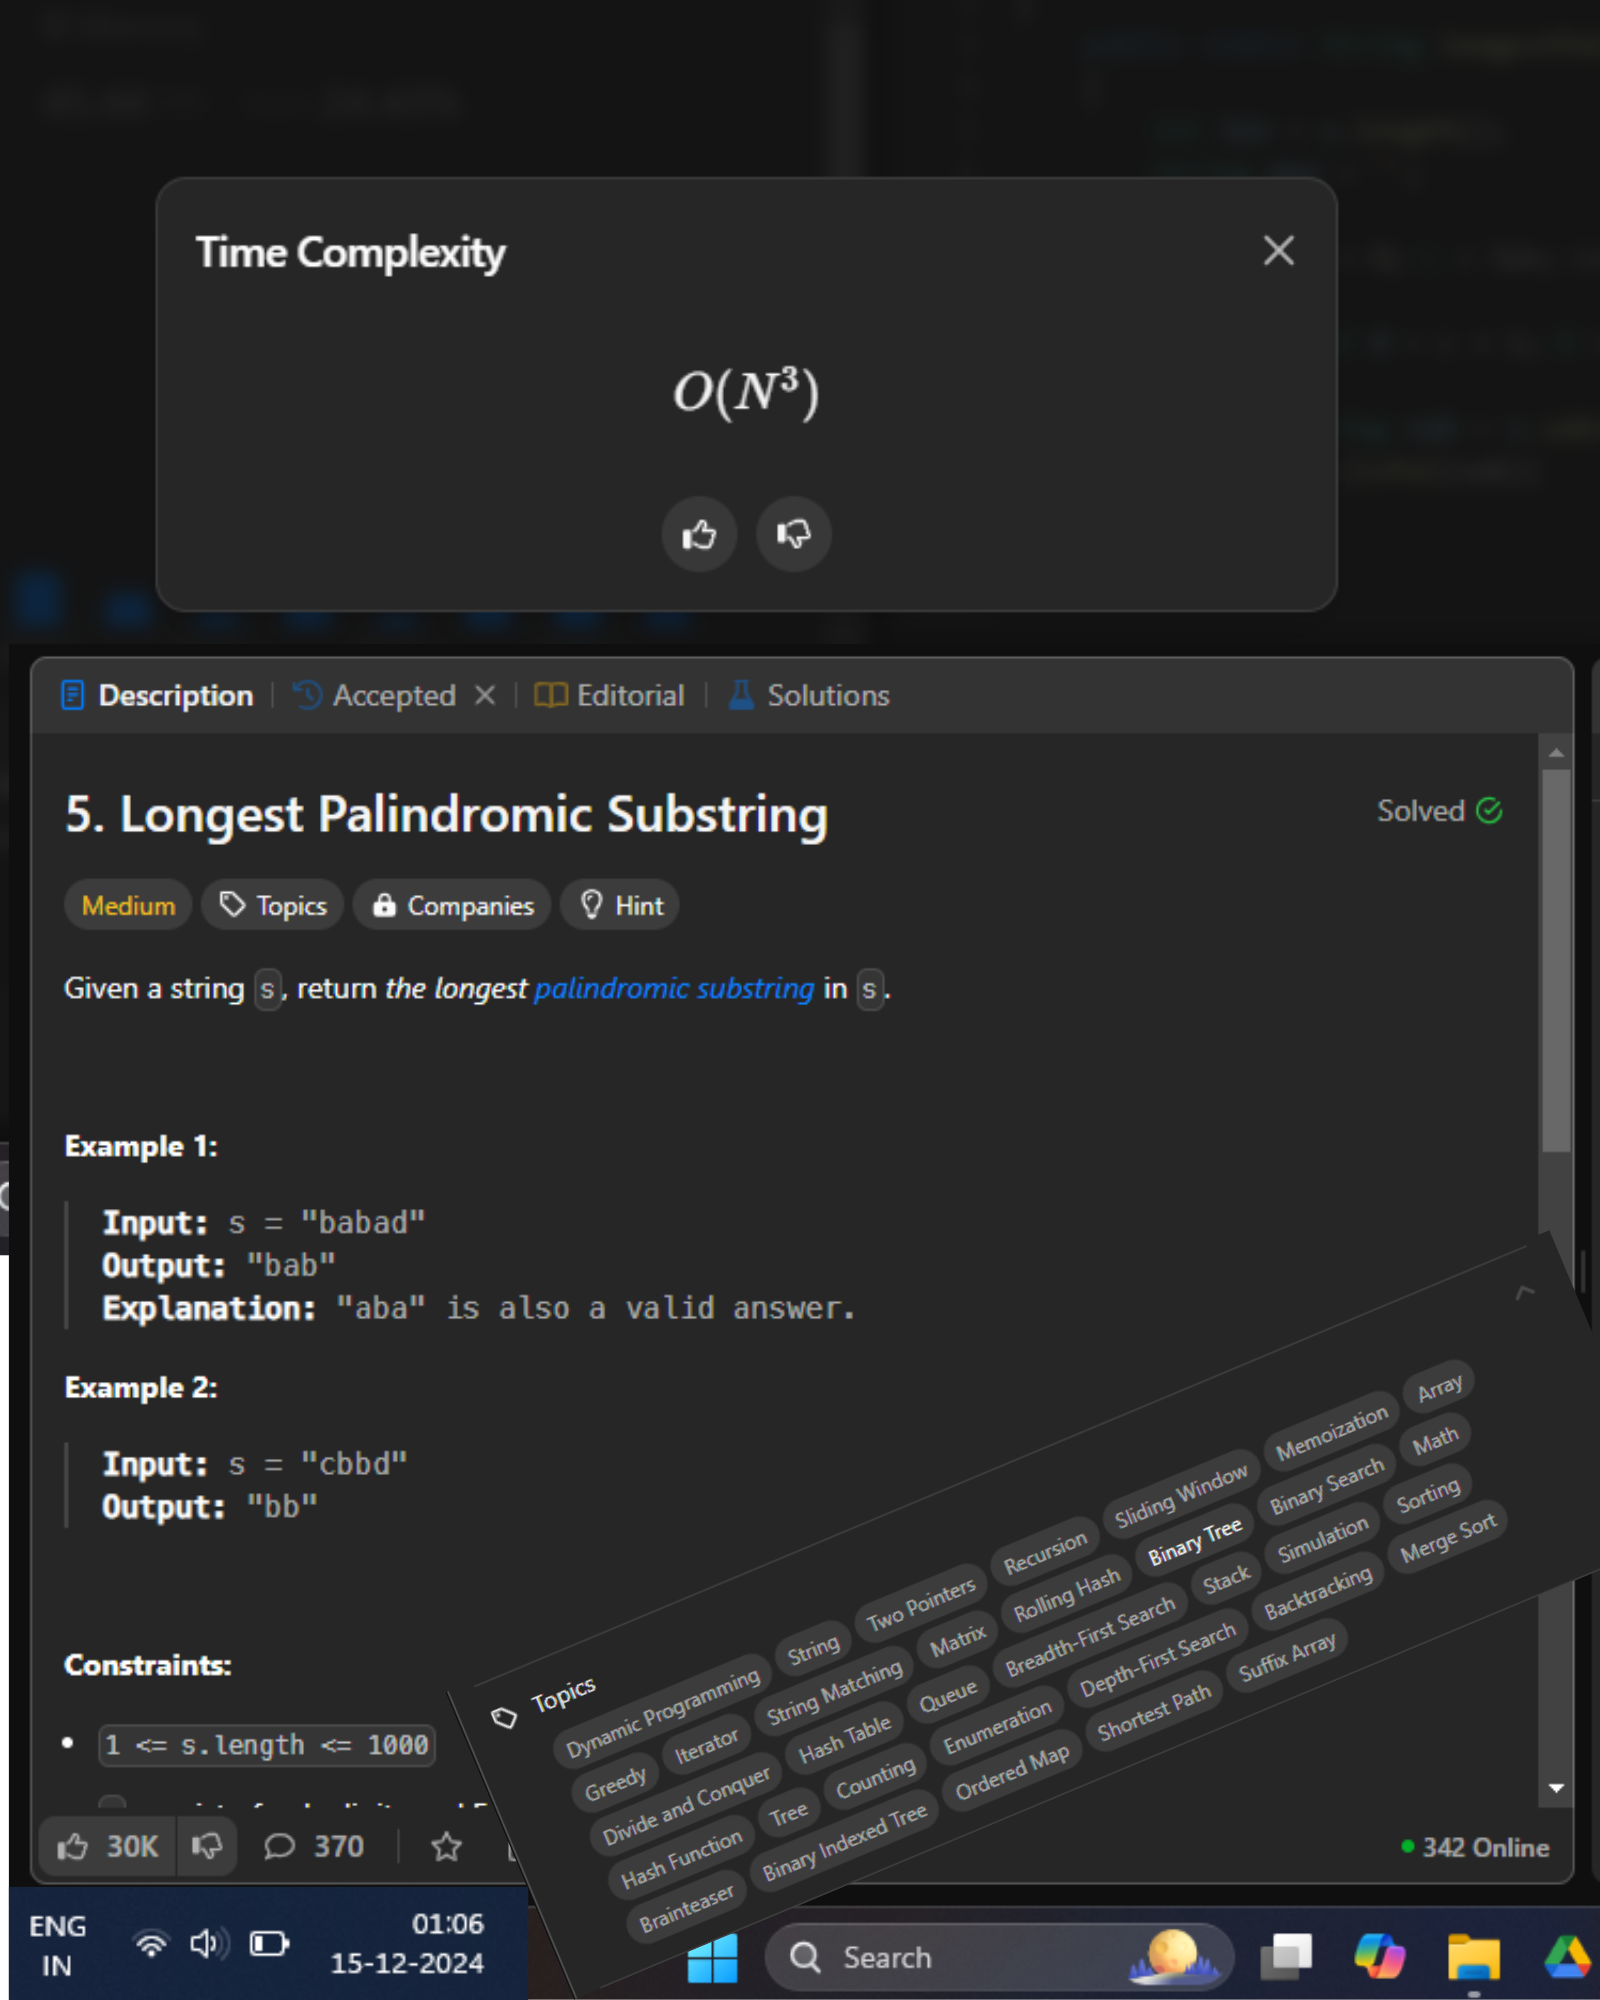 Time Complexity
O(N³)
Description
Accepted
Editorial
Solutions
5. Longest Palindromic Substring
Solved
Medium
Topics
Companies
Hint
Given a string s, return the longest palindromic substring in s.
Example 1:
Input: s = "babad"
Output: "bab"
Explanation: "aba" is also a valid answer.
Example 2:
Input: s = "cbbd"
Output: "bb"
Constraints:
1 <= s.length <= 1000
Topics
Dynamic Programming String Two Pointers Recursion Sliding Window Memoization Array
Greedy Iterator String Matching Matrix Rolling Hash Binary Tree Binary Search Math
Divide and Conquer Hash Table Queue Breadth-First Search Stack Simulation Sorting
Hash Function Tree Counting Enumeration Depth-First Search Backtracking Merge Sort
Brainteaser Binary Indexed Tree Ordered Map Shortest Path Suffix Array
30K
370
342 Online
ENG
IN
01:06
15-12-2024
Search